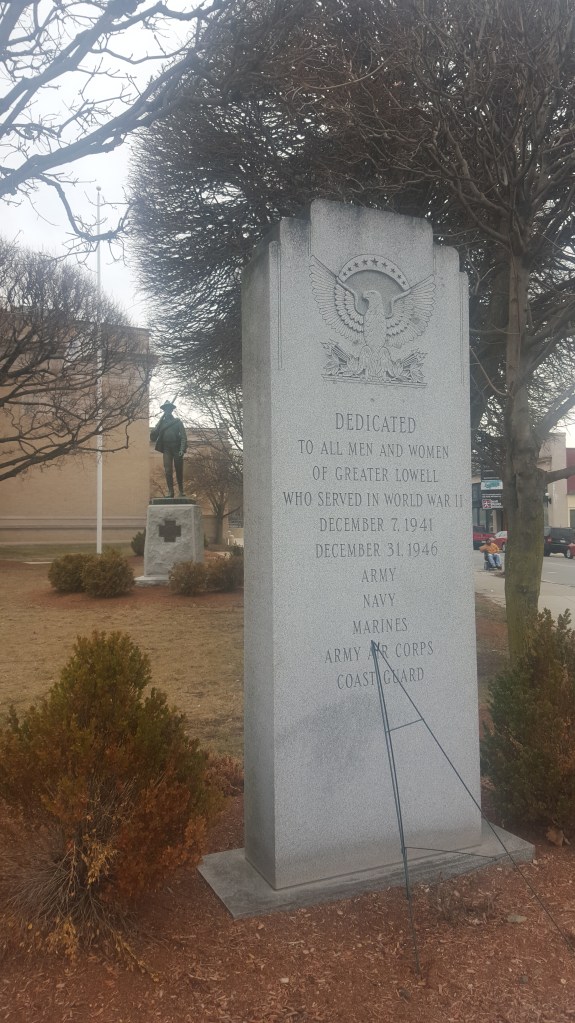 DEDICATED
TO ALL MEN AND WOMEN
OF GREATER LOWELL
WHO SERVED IN WORLD WAR II
DECEMBER 7, 1941
DECEMBER 31, 1946
ARMY
NAVY
MARINES
ARMY AIR CORPS
COAST GUARD